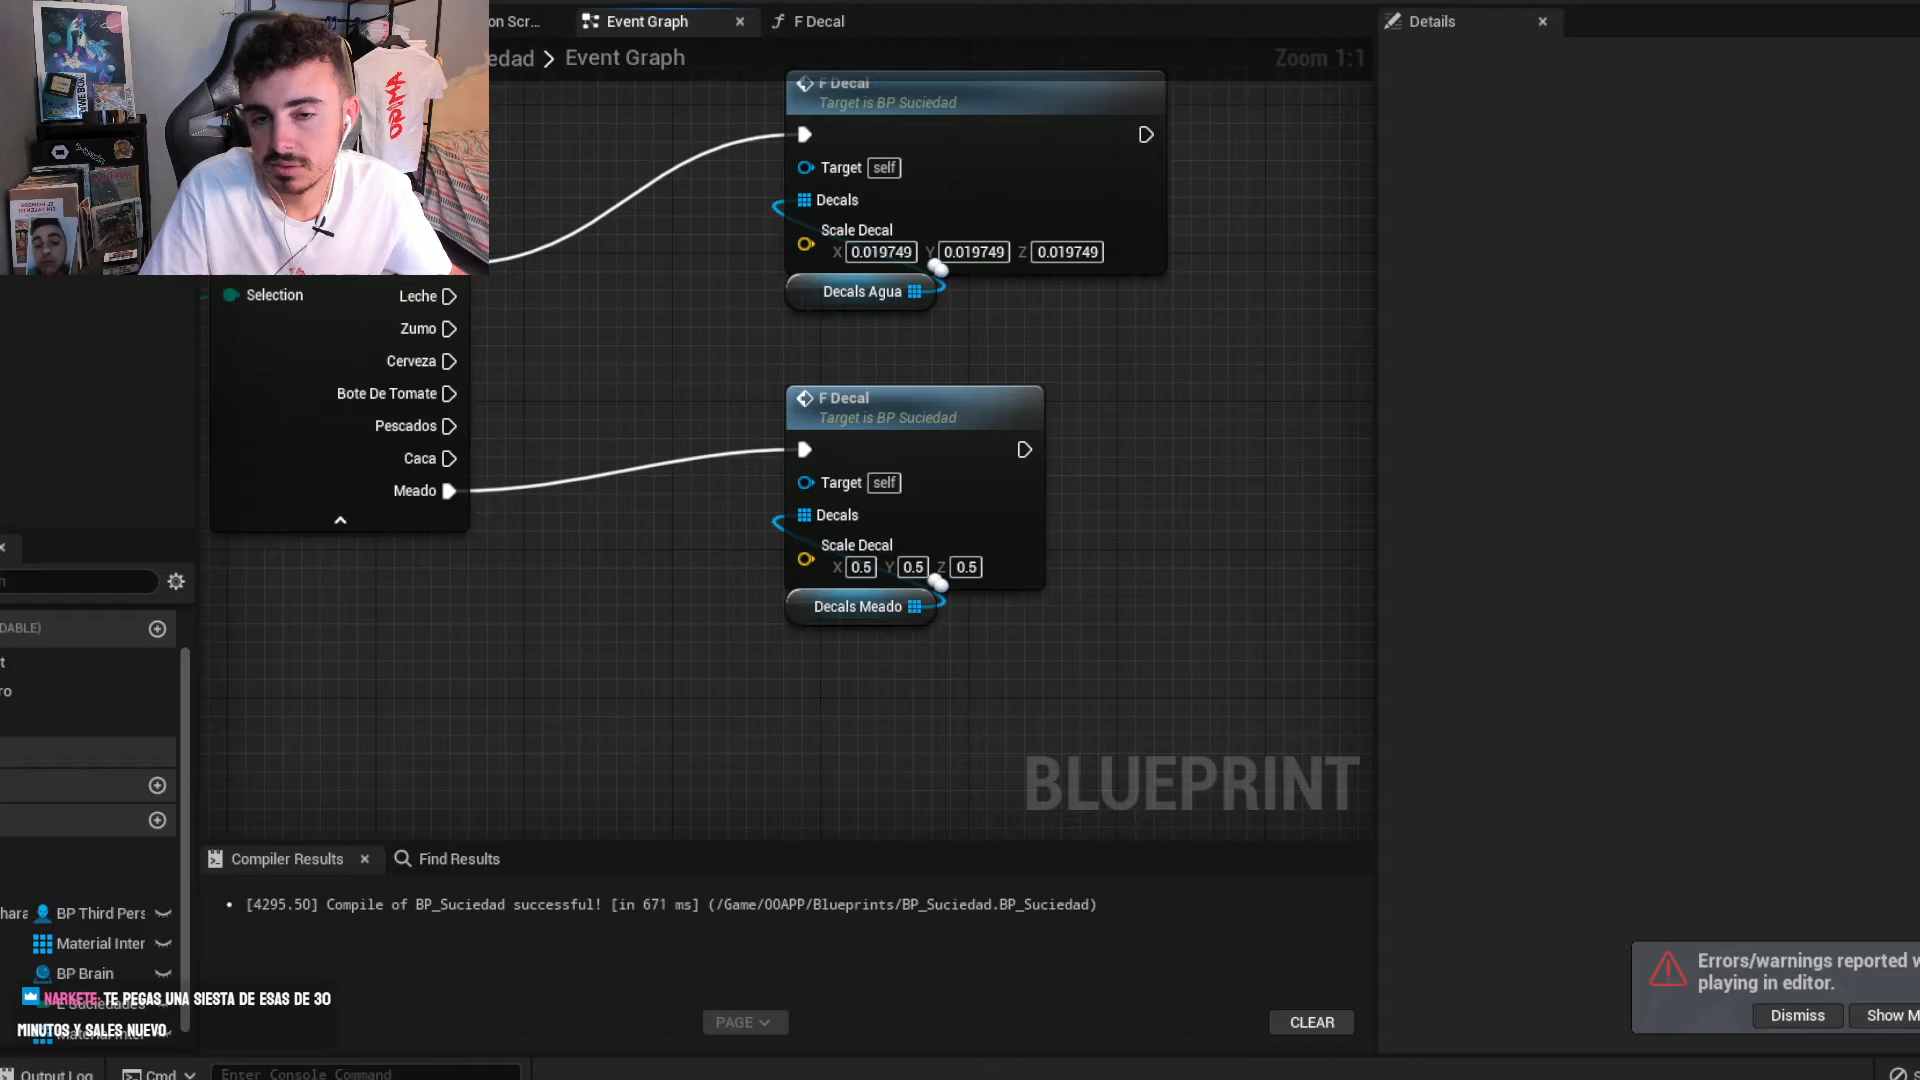 on Scr...
Event Graph
F Decal
Details
edad > Event Graph
Zoom 1:1
F Decal
Target is BP Suciedad
Target self
Decals
Scale Decal
X 0.019749 Y 0.019749 Z 0.019749
Decals Agua
Selection
Leche
Zumo
Cerveza
Bote De Tomate
Pescados
Caca
Meado
F Decal
Target is BP Suciedad
Target self
Decals
Scale Decal
X 0.5 Y 0.5 Z 0.5
Decals Meado
DABLE)
BLUEPRINT
Compiler Results
Find Results
[4295.50] Compile of BP_Suciedad successful! [in 671 ms] (/Game/00APP/Blueprints/BP_Suciedad.BP_Suciedad)
hara
BP Third Pers
Material Inter
BP Brain
NARKETE: TE PEGAS UNA SIESTA DE ESAS DE 30
MINUTOS Y SALES NUEVO
PAGE
CLEAR
Errors/warnings reported w
playing in editor.
Dismiss
Show M
Output Log
Cmd
Enter Console Command